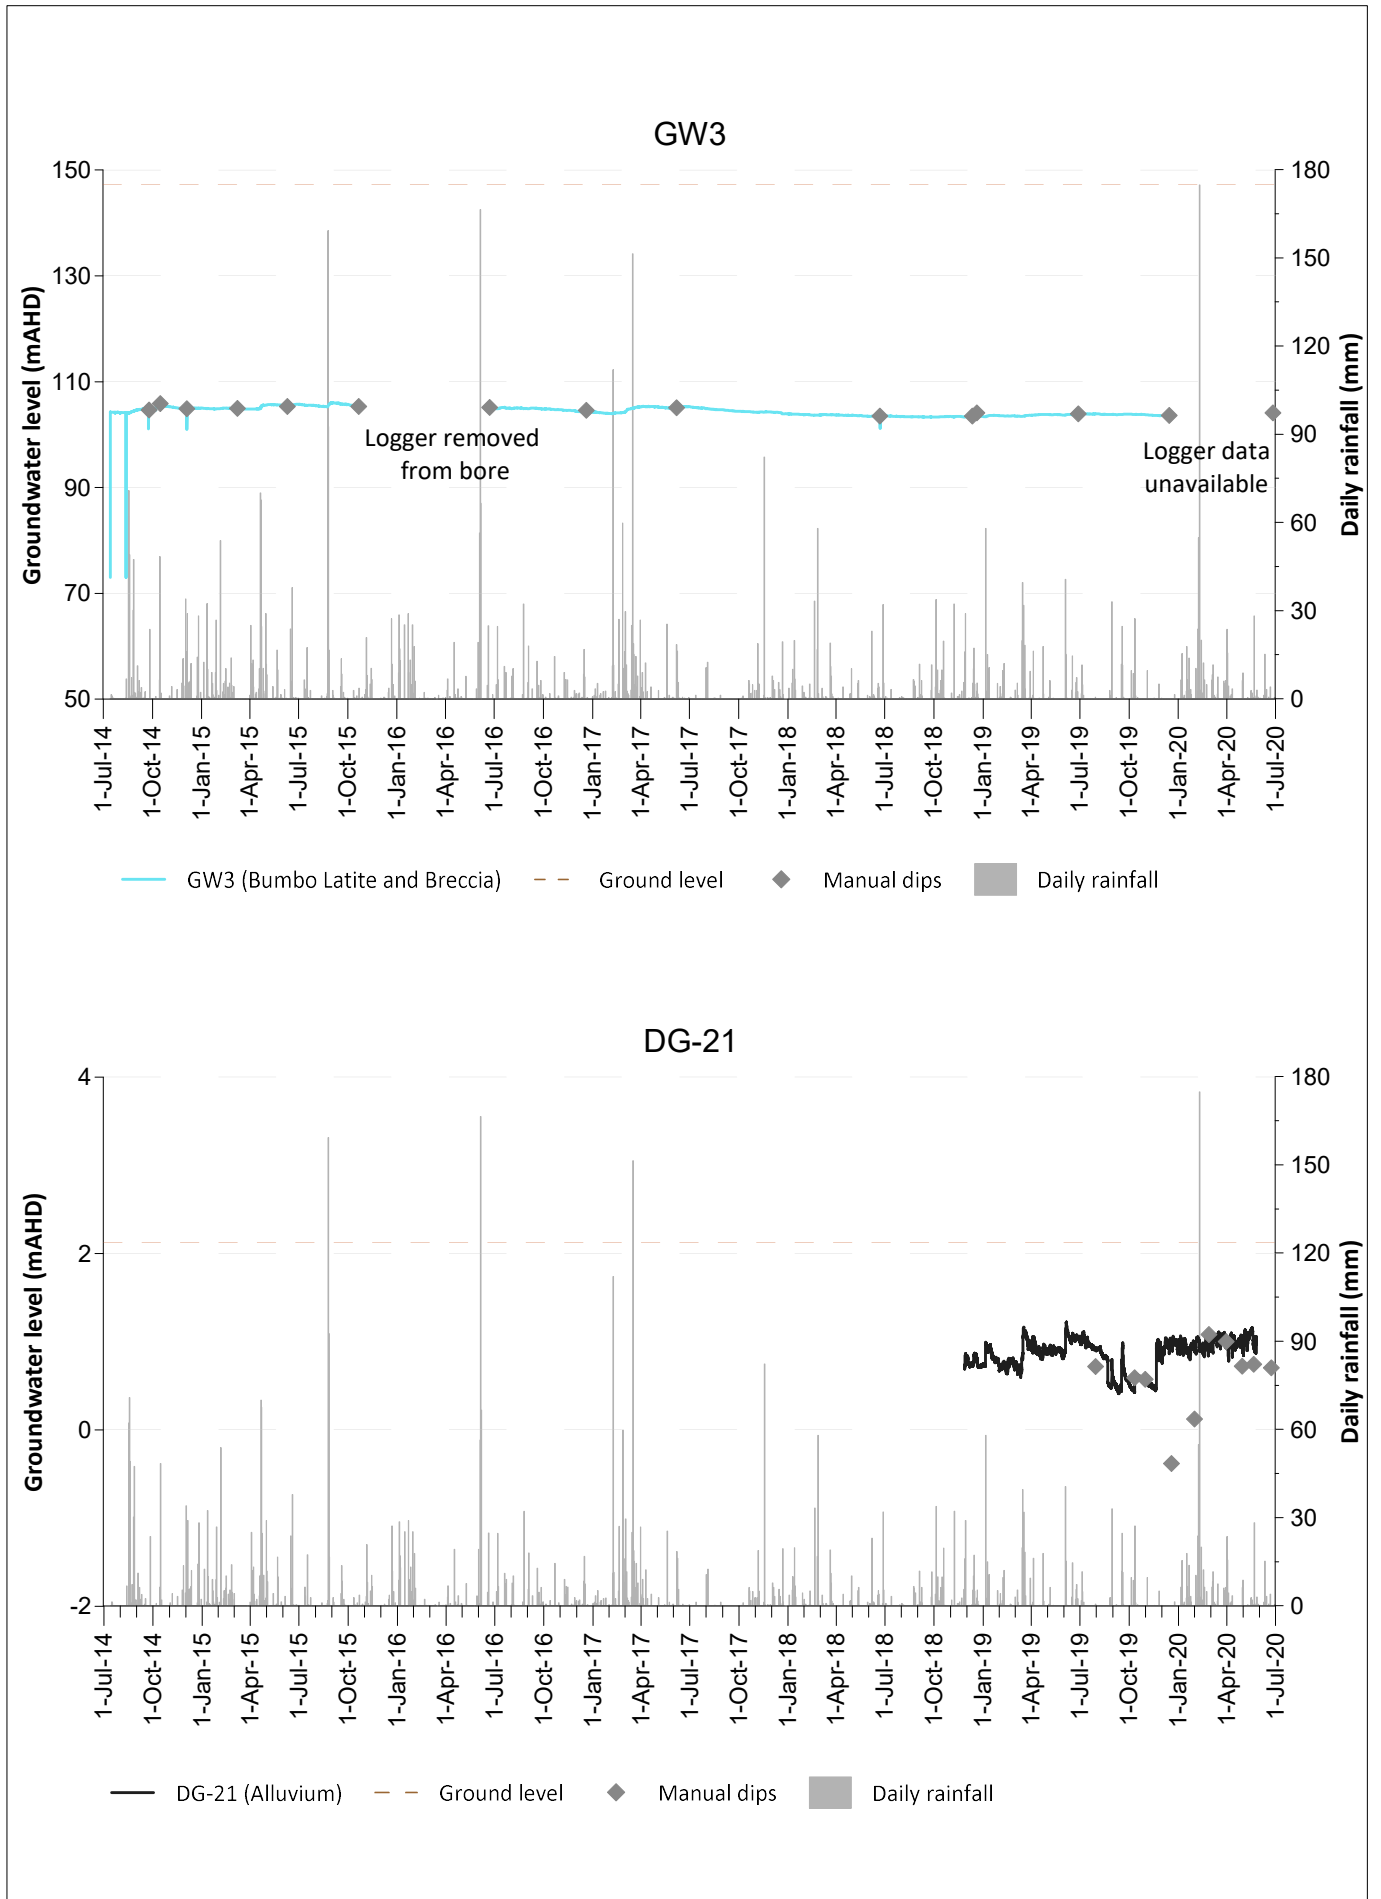 GW3
150
130
110
90
70
50
Groundwater level (mAHD)
180
150
120
90
60
30
0
Daily rainfall (mm)
Logger removed
from bore
Logger data
unavailable
1-Jul-14
1-Oct-14
1-Jan-15
1-Apr-15
1-Jul-15
1-Oct-15
1-Jan-16
1-Apr-16
1-Jul-16
1-Oct-16
1-Jan-17
1-Apr-17
1-Jul-17
1-Oct-17
1-Jan-18
1-Apr-18
1-Jul-18
1-Oct-18
1-Jan-19
1-Apr-19
1-Jul-19
1-Oct-19
1-Jan-20
1-Apr-20
1-Jul-20
GW3 (Bumbo Latite and Breccia) Ground level Manual dips Daily rainfall
DG-21
4
2
0
-2
Groundwater level (mAHD)
180
150
120
90
60
30
0
Daily rainfall (mm)
1-Jul-14
1-Oct-14
1-Jan-15
1-Apr-15
1-Jul-15
1-Oct-15
1-Jan-16
1-Apr-16
1-Jul-16
1-Oct-16
1-Jan-17
1-Apr-17
1-Jul-17
1-Oct-17
1-Jan-18
1-Apr-18
1-Jul-18
1-Oct-18
1-Jan-19
1-Apr-19
1-Jul-19
1-Oct-19
1-Jan-20
1-Apr-20
1-Jul-20
DG-21 (Alluvium) Ground level Manual dips Daily rainfall